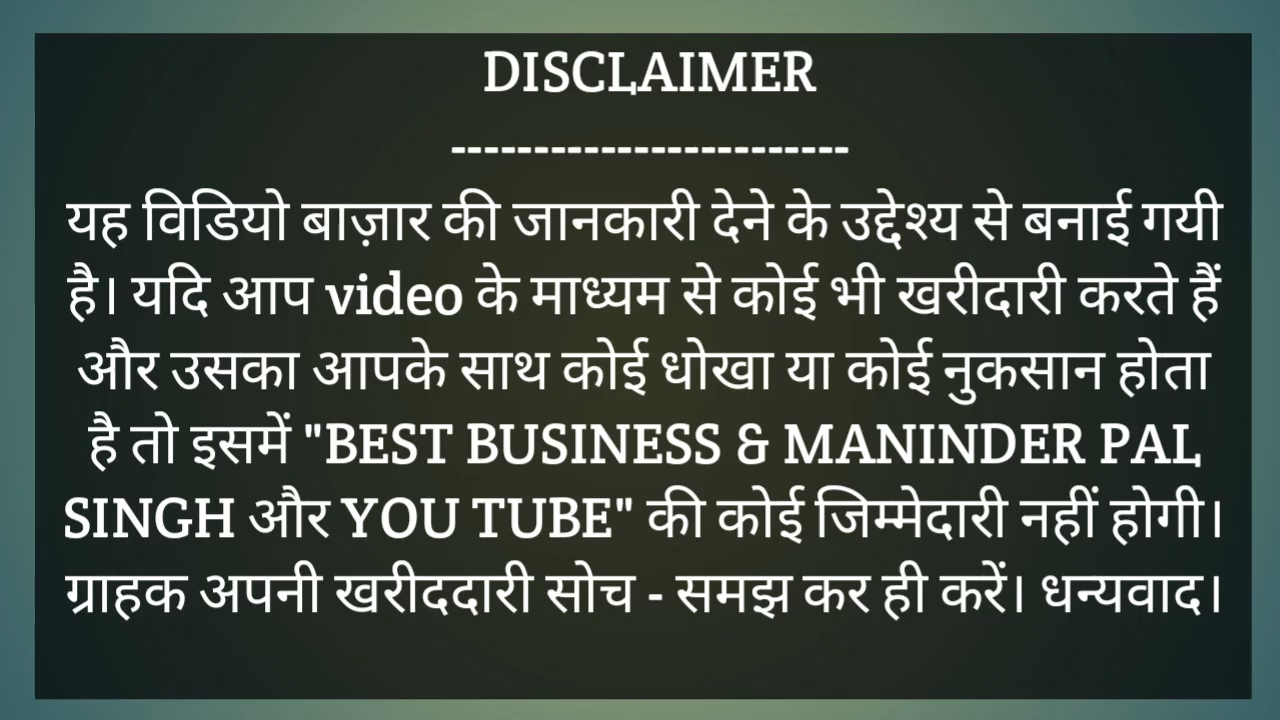 DISCLAIMER
------------------------
यह विडियो बाज़ार की जानकारी देने के उद्देश्य से बनाई गयी
है। यदि आप video के माध्यम से कोई भी खरीदारी करते हैं
और उसका आपके साथ कोई धोखा या कोई नुकसान होता
है तो इसमें "BEST BUSINESS & MANINDER PAL
SINGH और YOU TUBE" की कोई जिम्मेदारी नहीं होगी।
ग्राहक अपनी खरीददारी सोच - समझ कर ही करें। धन्यवाद।